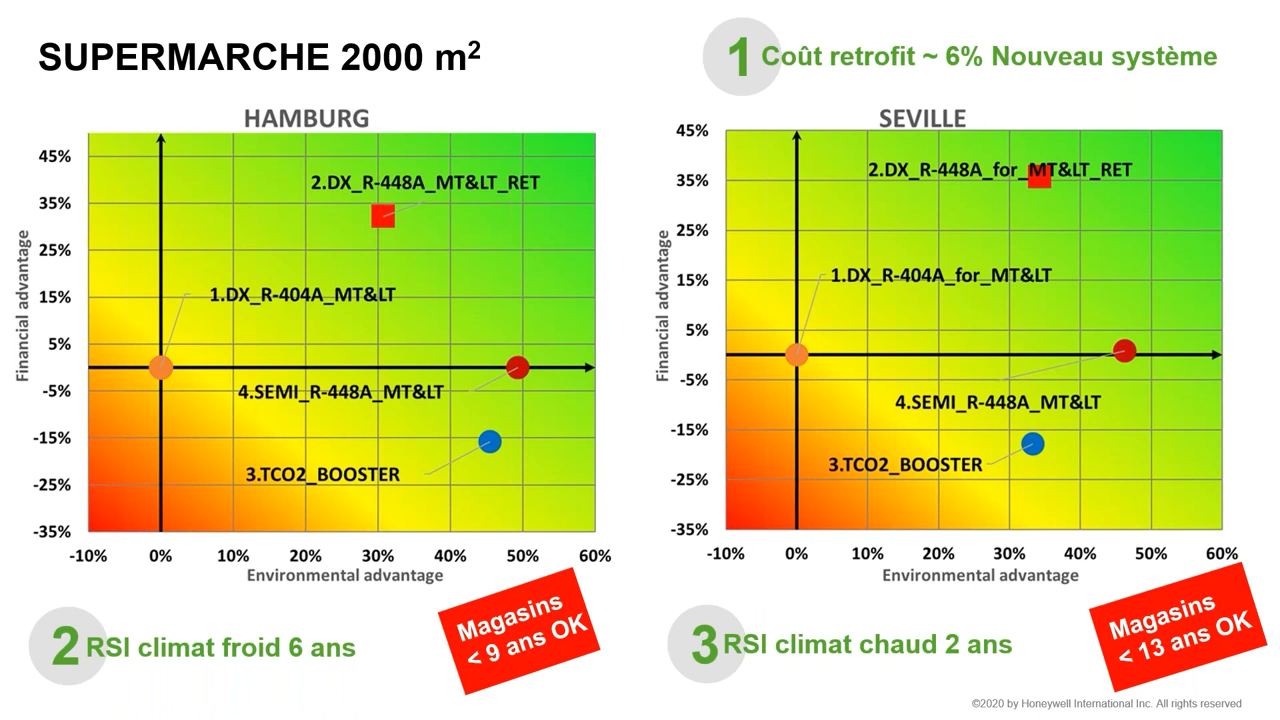 SUPERMARCHE 2000 m²
1 Coût retrofit ~ 6% Nouveau système
HAMBURG
45%
35%
25%
15%
5%
-5%
-15%
-25%
-35%
Financial advantage
2.DX_R-448A_MT&LT_RET
1.DX_R-404A_MT&LT
4.SEMI_R-448A_MT&LT
3.TCO2_BOOSTER
-10% 0% 10% 20% 30% 40% 50% 60%
Environmental advantage
SEVILLE
45%
35%
25%
15%
5%
-5%
-15%
-25%
-35%
Financial advantage
2.DX_R-448A_for_MT&LT_RET
1.DX_R-404A_for_MT&LT
4.SEMI_R-448A_MT&LT
3.TCO2_BOOSTER
-10% 0% 10% 20% 30% 40% 50% 60%
Environmental advantage
2 RSI climat froid 6 ans
Magasins
< 9 ans OK
3 RSI climat chaud 2 ans
Magasins
< 13 ans OK
©2020 by Honeywell International Inc. All rights reserved